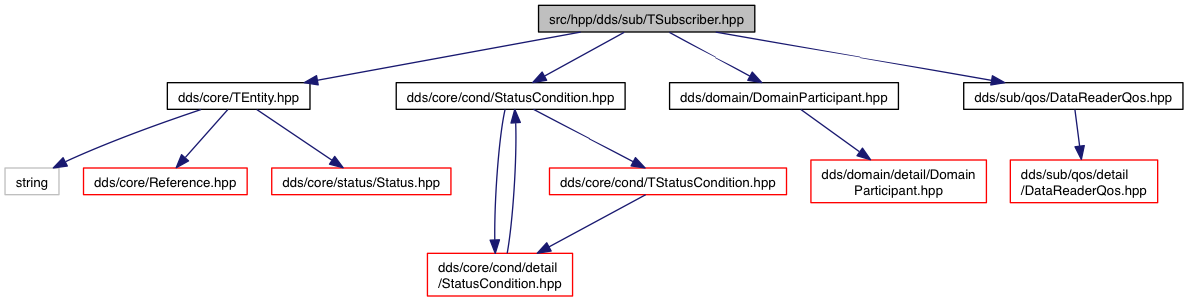 src/hpp/dds/sub/TSubscriber.hpp
dds/core/TEntity.hpp
dds/core/cond/StatusCondition.hpp
dds/domain/DomainParticipant.hpp
dds/sub/qos/DataReaderQos.hpp
string
dds/core/Reference.hpp
dds/core/status/Status.hpp
dds/core/cond/TStatusCondition.hpp
dds/domain/detail/Domain
Participant.hpp
dds/sub/qos/detail
/DataReaderQos.hpp
dds/core/cond/detail
/StatusCondition.hpp